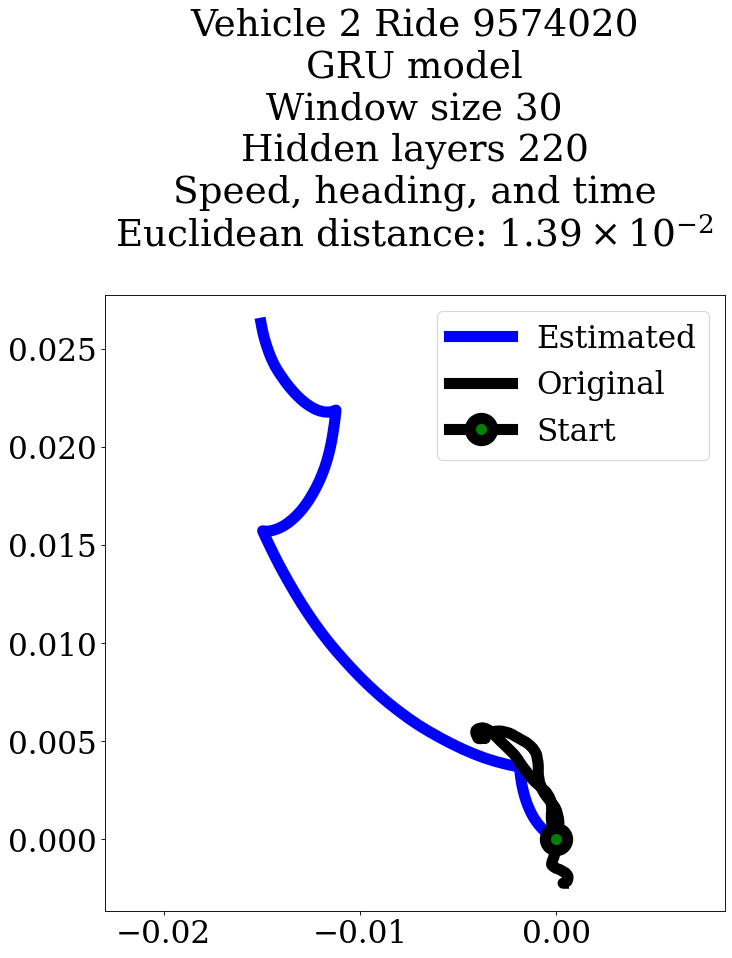 Vehicle 2 Ride 9574020
GRU model
Window size 30
Hidden layers 220
Speed, heading, and time
Euclidean distance: 1.39 × 10⁻²
Estimated
Original
Start
0.025
0.020
0.015
0.010
0.005
0.000
−0.02
−0.01
0.00